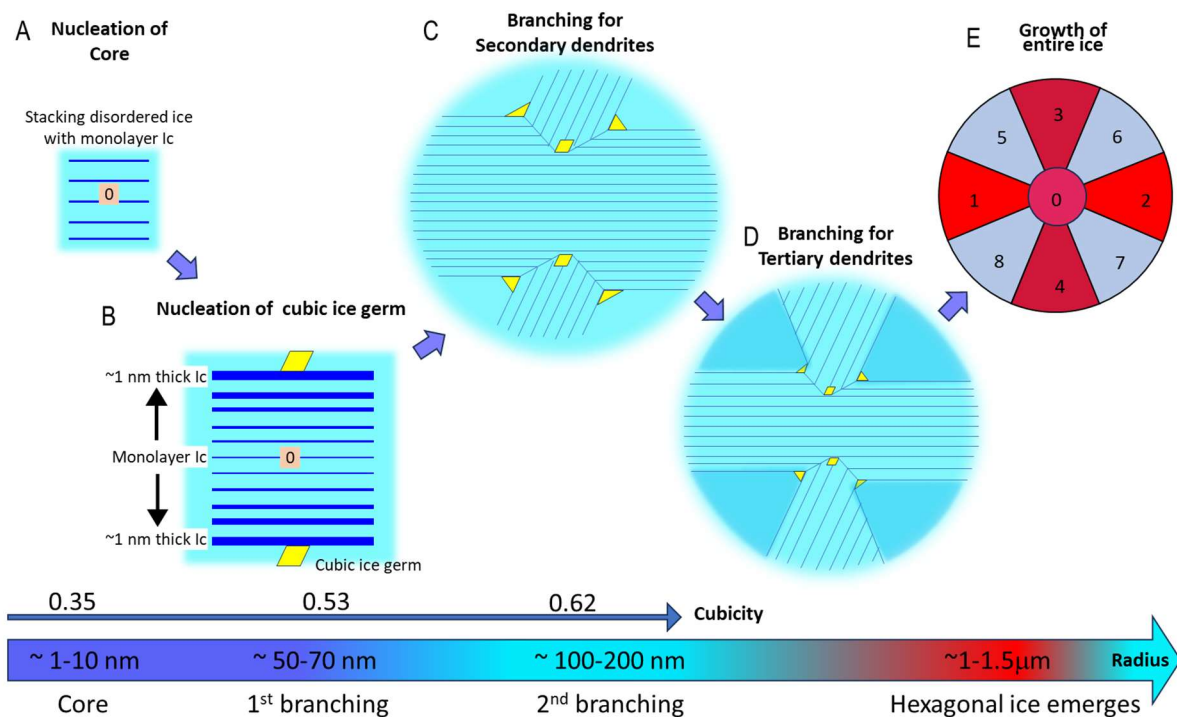 A
Nucleation of
Core
Stacking disordered ice
with monolayer Ic
0
B
Nucleation of cubic ice germ
~1 nm thick Ic
Monolayer Ic
0
~1 nm thick Ic
Cubic ice germ
C
Branching for
Secondary dendrites
D
Branching for
Tertiary dendrites
E
Growth of
entire ice
3
5
6
1
0
2
8
7
4
0.35
0.53
0.62
Cubicity
~ 1-10 nm
~ 50-70 nm
~ 100-200 nm
~1-1.5μm
Radius
Core
1st branching
2nd branching
Hexagonal ice emerges